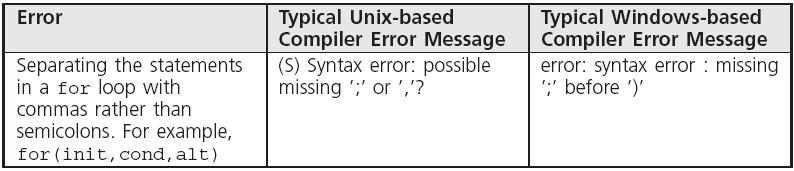 Error
Typical Unix-based
Compiler Error Message
Typical Windows-based
Compiler Error Message
Separating the statements
in a for loop with
commas rather than
semicolons. For example,
for(init,cond,alt)
(S) Syntax error: possible
missing ';' or ','?
error: syntax error : missing
';' before ')'